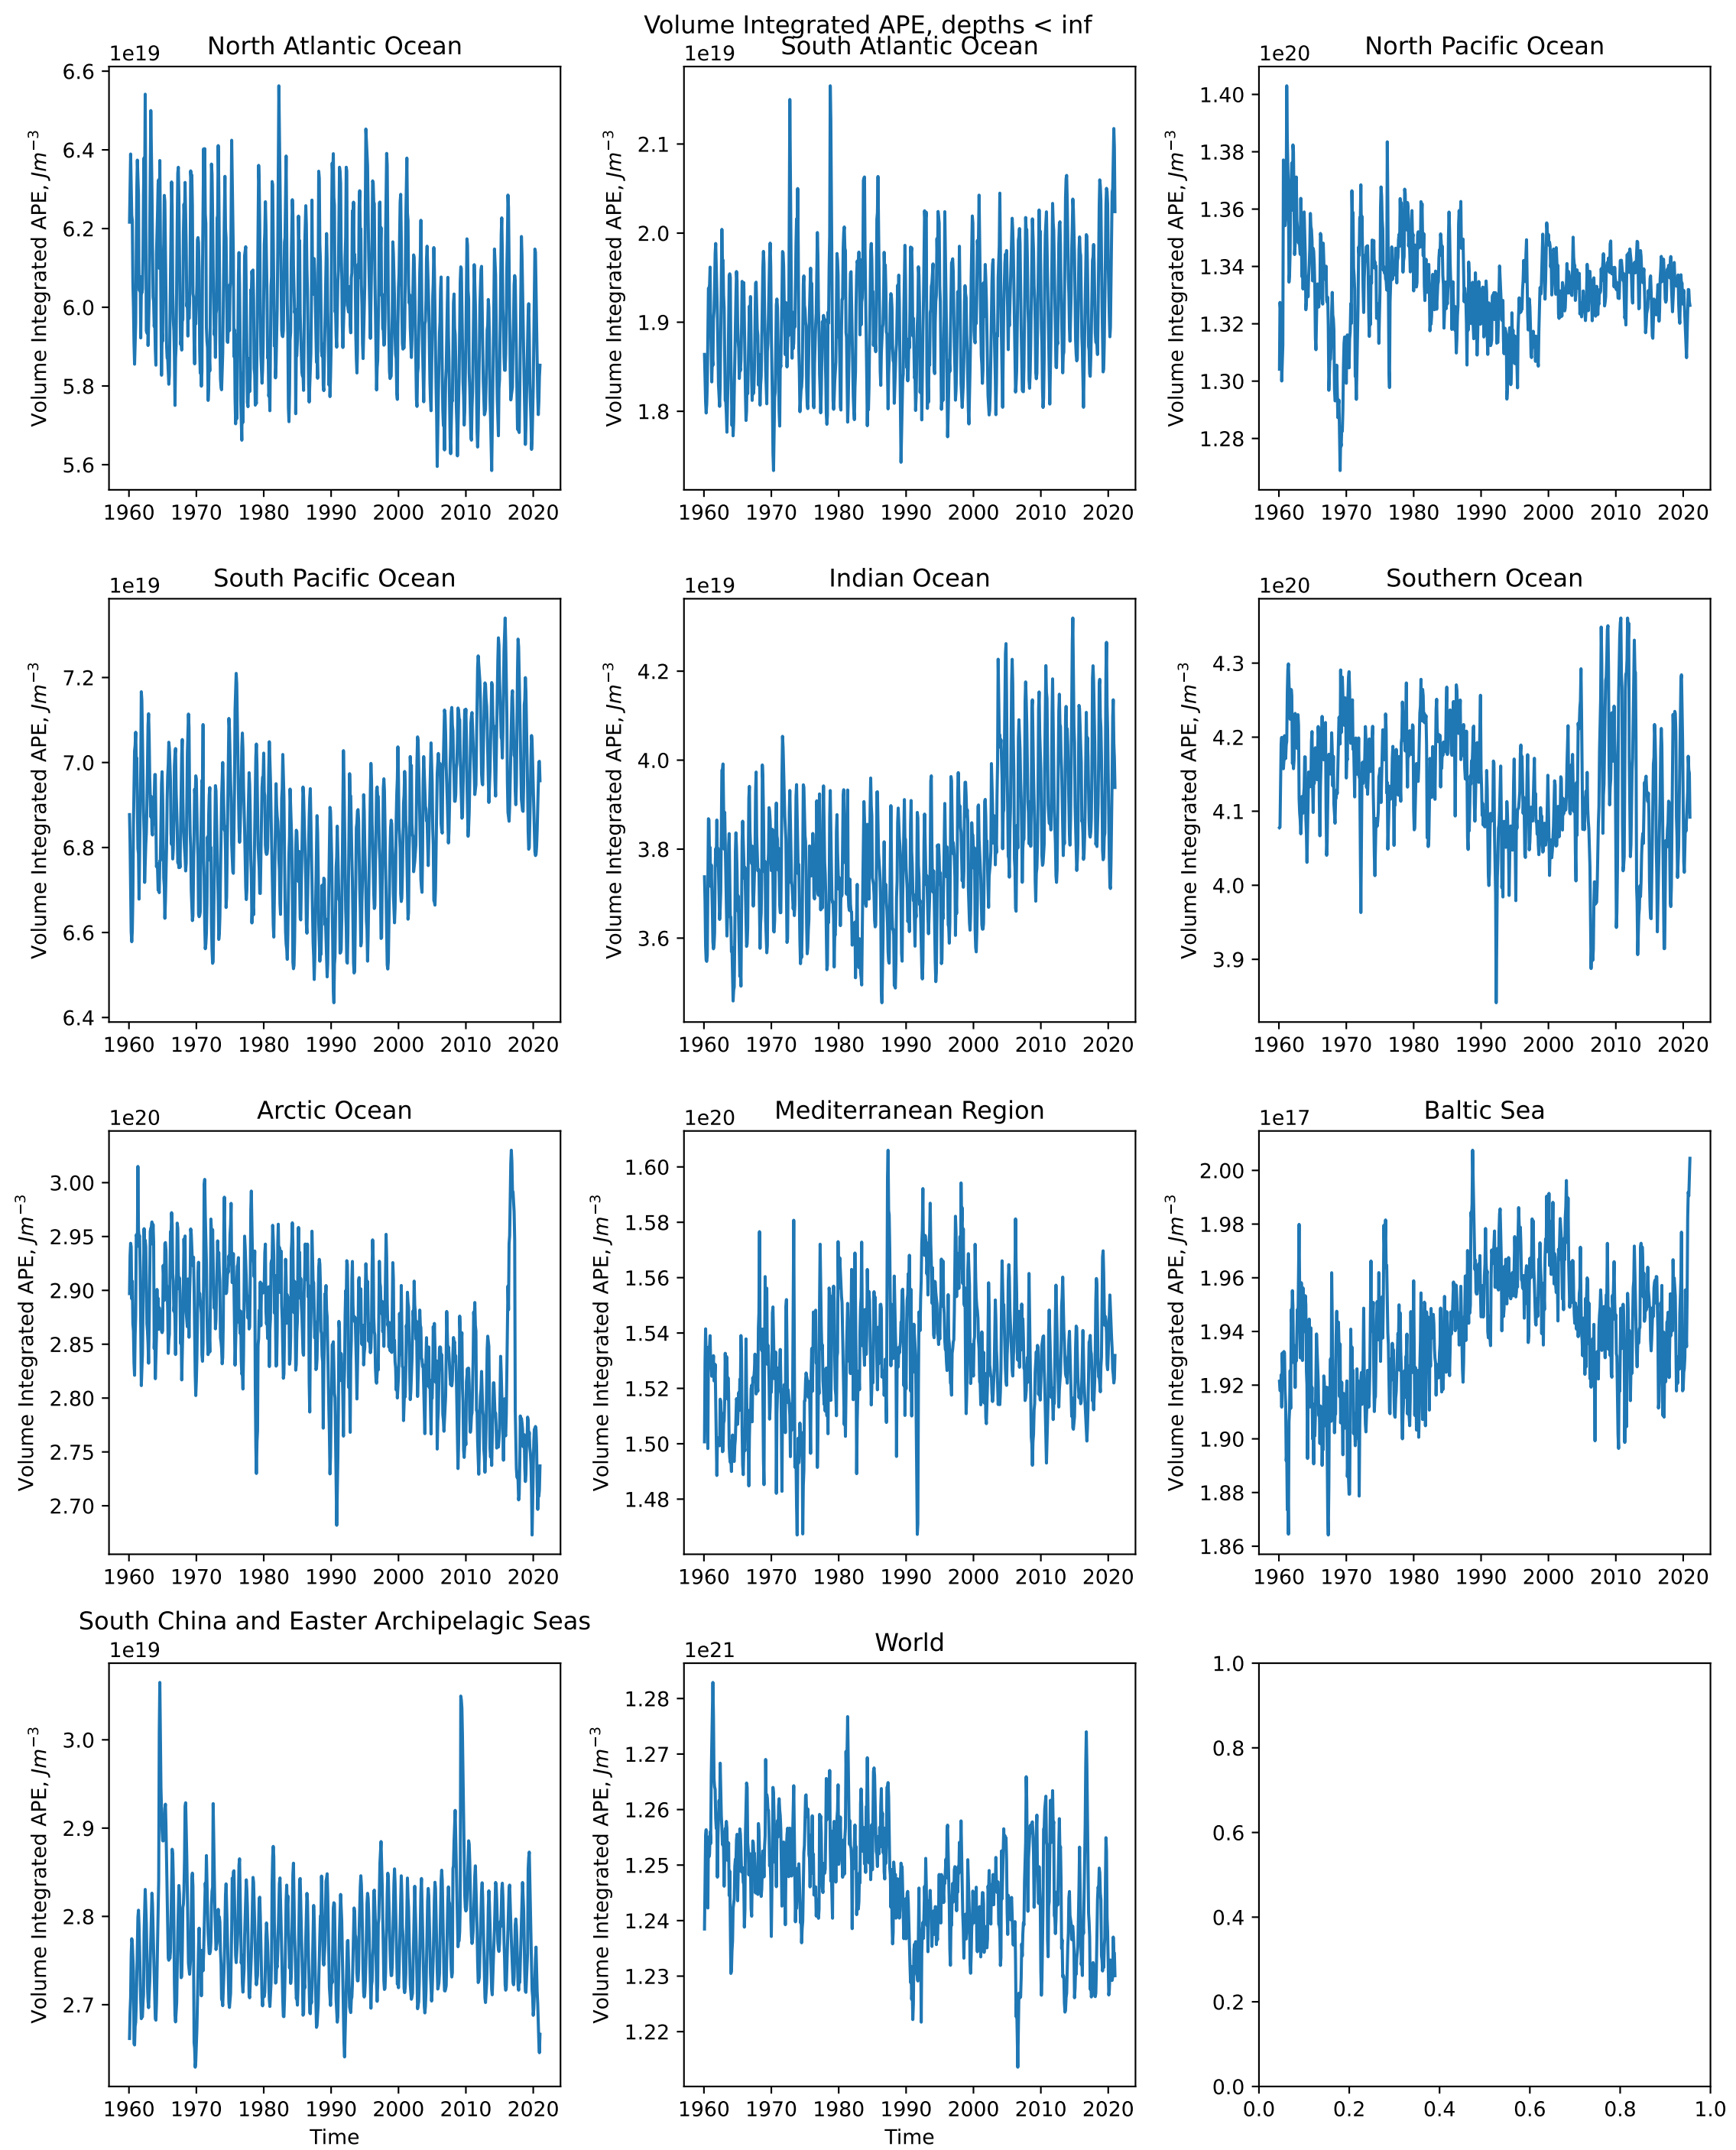 Volume Integrated APE, depths < inf
North Atlantic Ocean
1e19
Volume Integrated APE, Jm⁻³
6.6
6.4
6.2
6.0
5.8
5.6
1960 1970 1980 1990 2000 2010 2020
South Atlantic Ocean
1e19
Volume Integrated APE, Jm⁻³
2.1
2.0
1.9
1.8
1960 1970 1980 1990 2000 2010 2020
North Pacific Ocean
1e20
Volume Integrated APE, Jm⁻³
1.40
1.38
1.36
1.34
1.32
1.30
1.28
1960 1970 1980 1990 2000 2010 2020
South Pacific Ocean
1e19
Volume Integrated APE, Jm⁻³
7.2
7.0
6.8
6.6
6.4
1960 1970 1980 1990 2000 2010 2020
Indian Ocean
1e19
Volume Integrated APE, Jm⁻³
4.2
4.0
3.8
3.6
1960 1970 1980 1990 2000 2010 2020
Southern Ocean
1e20
Volume Integrated APE, Jm⁻³
4.3
4.2
4.1
4.0
3.9
1960 1970 1980 1990 2000 2010 2020
Arctic Ocean
1e20
Volume Integrated APE, Jm⁻³
3.00
2.95
2.90
2.85
2.80
2.75
2.70
1960 1970 1980 1990 2000 2010 2020
Mediterranean Region
1e20
Volume Integrated APE, Jm⁻³
1.60
1.58
1.56
1.54
1.52
1.50
1.48
1960 1970 1980 1990 2000 2010 2020
Baltic Sea
1e17
Volume Integrated APE, Jm⁻³
2.00
1.98
1.96
1.94
1.92
1.90
1.88
1.86
1960 1970 1980 1990 2000 2010 2020
South China and Easter Archipelagic Seas
1e19
Volume Integrated APE, Jm⁻³
3.0
2.9
2.8
2.7
1960 1970 1980 1990 2000 2010 2020
Time
World
1e21
Volume Integrated APE, Jm⁻³
1.28
1.27
1.26
1.25
1.24
1.23
1.22
1960 1970 1980 1990 2000 2010 2020
Time
1.0
0.8
0.6
0.4
0.2
0.0
0.0 0.2 0.4 0.6 0.8 1.0